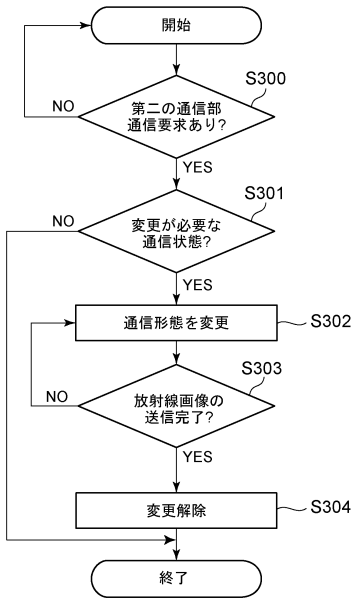 開始
S300
第二の通信部
通信要求あり?
NO
YES
S301
変更が必要な
通信状態?
NO
YES
通信形態を変更
S302
S303
放射線画像の
送信完了?
NO
YES
変更解除
S304
終了